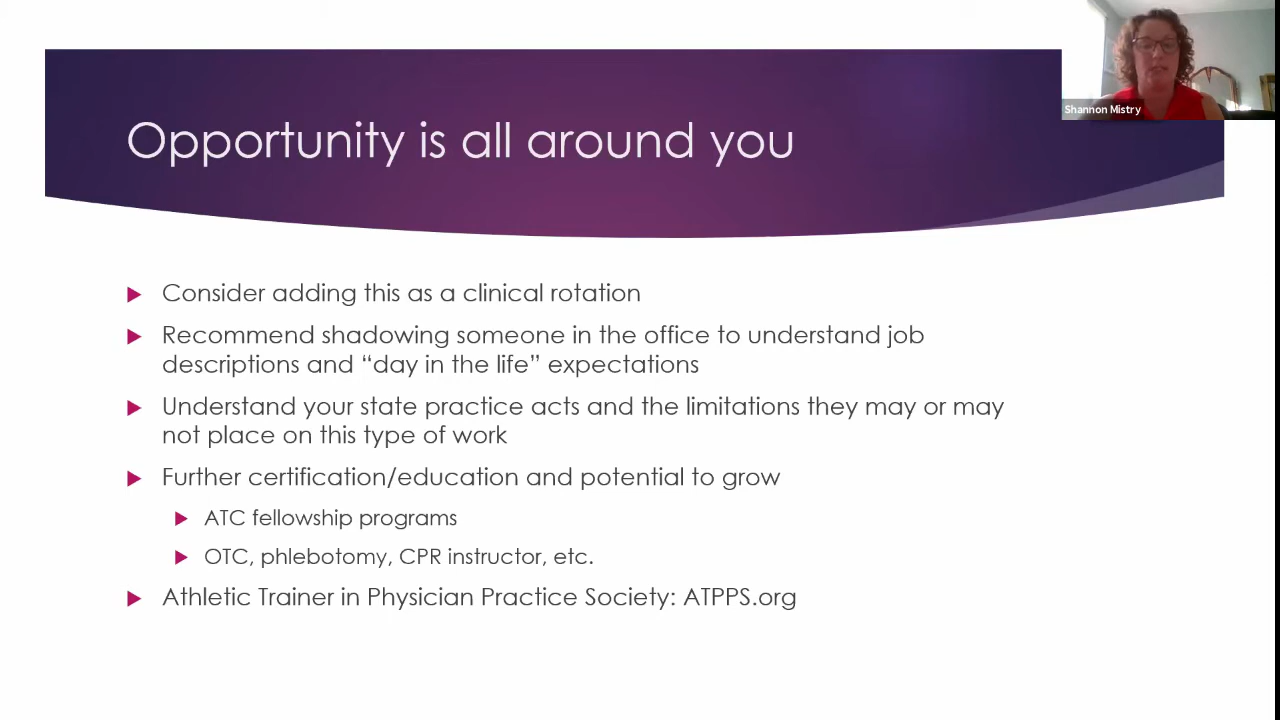 Shannon Mistry
Opportunity is all around you
Consider adding this as a clinical rotation
Recommend shadowing someone in the office to understand job
descriptions and “day in the life” expectations
Understand your state practice acts and the limitations they may or may
not place on this type of work
Further certification/education and potential to grow
ATC fellowship programs
OTC, phlebotomy, CPR instructor, etc.
Athletic Trainer in Physician Practice Society: ATPPS.org